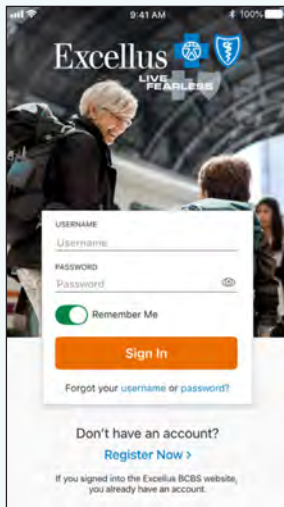 9:41 AM
100%
Excellus
LIVE
FEARLESS
USERNAME
Username
PASSWORD
Password
Remember Me
Sign In
Forgot your username or password?
Don't have an account?
Register Now >
If you signed into the Excellus BCBS website,
you already have an account.